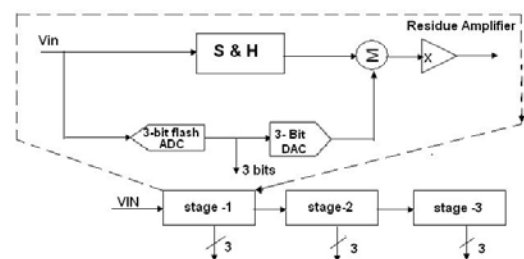 Residue Amplifier
Vin
S & H
M
x
3-bit flash
ADC
3- Bit
DAC
3 bits
VIN
stage -1
stage-2
stage -3
3
3
3